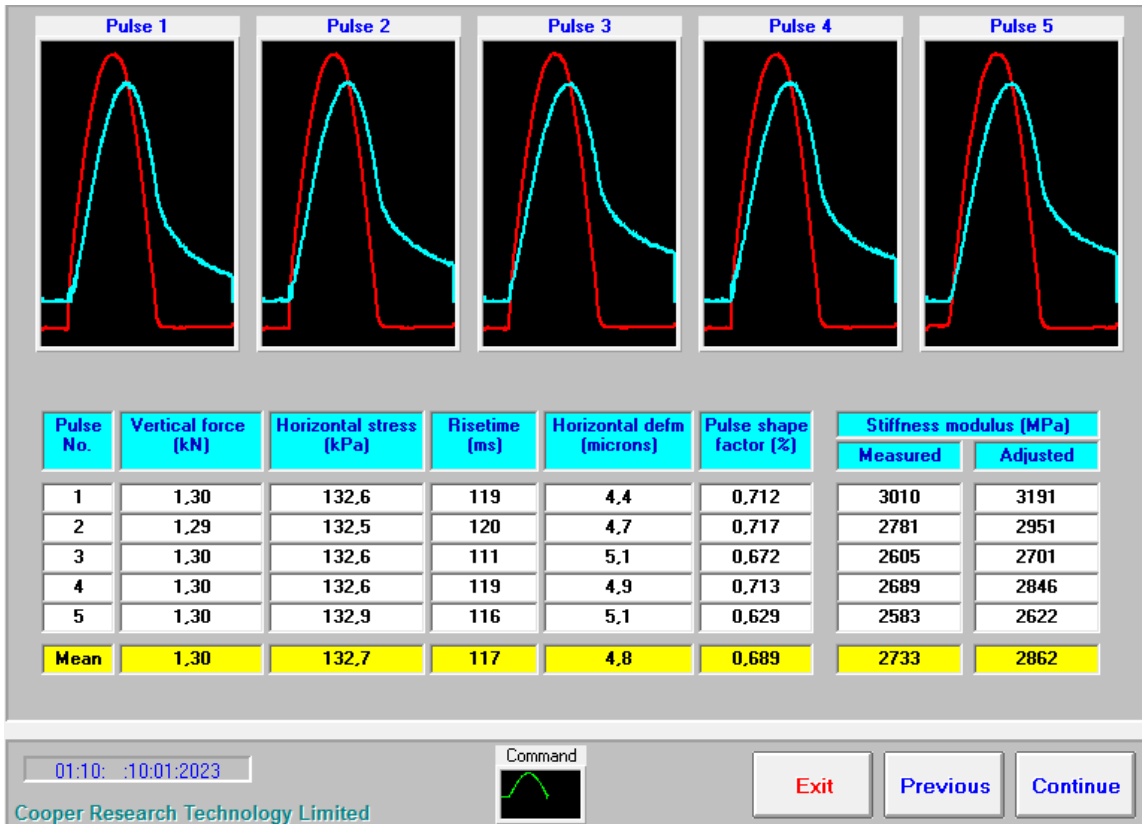 Pulse 1 Pulse 2 Pulse 3 Pulse 4 Pulse 5
Pulse No. Vertical force (kN) Horizontal stress (kPa) Risetime (ms) Horizontal defm (microns) Pulse shape factor (%) Stiffness modulus (MPa)
Measured Adjusted
1 1,30 132,6 119 4,4 0,712 3010 3191
2 1,29 132,5 120 4,7 0,717 2781 2951
3 1,30 132,6 111 5,1 0,672 2605 2701
4 1,30 132,6 119 4,9 0,713 2689 2846
5 1,30 132,9 116 5,1 0,629 2583 2622
Mean 1,30 132,7 117 4,8 0,689 2733 2862
Command
01:10: :10:01:2023
Exit Previous Continue
Cooper Research Technology Limited